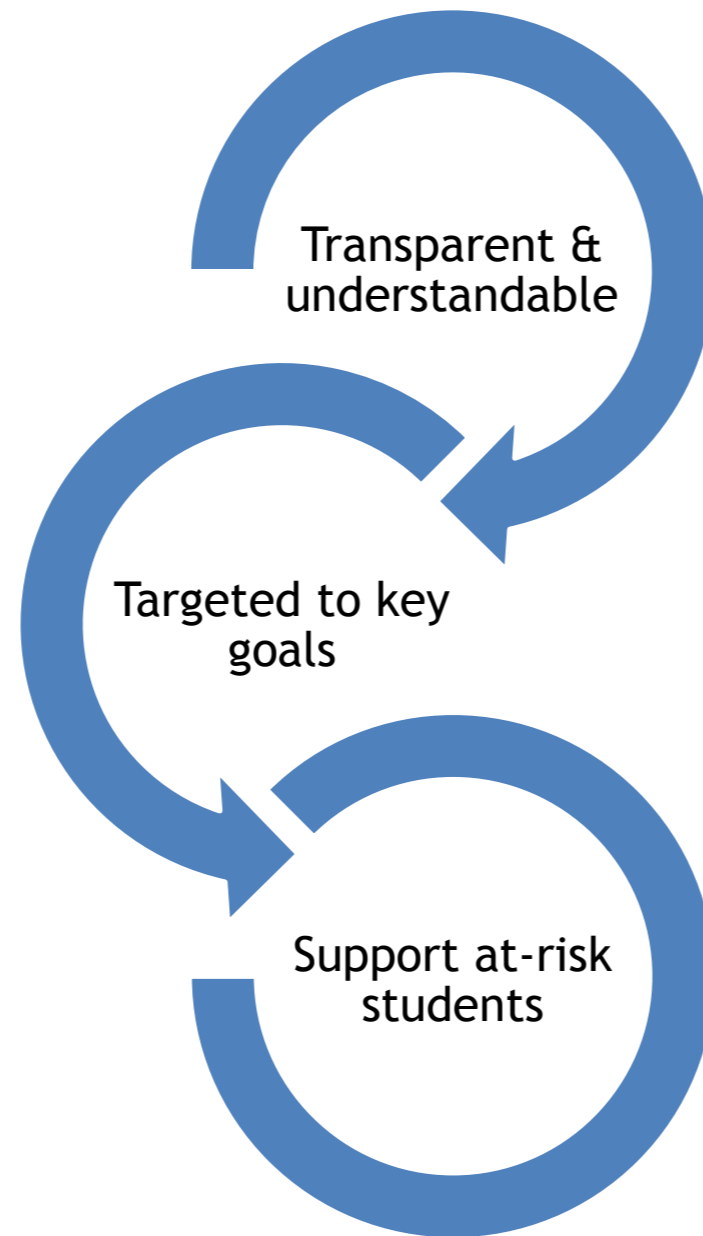 Transparent &
understandable
Targeted to key
goals
Support at-risk
students